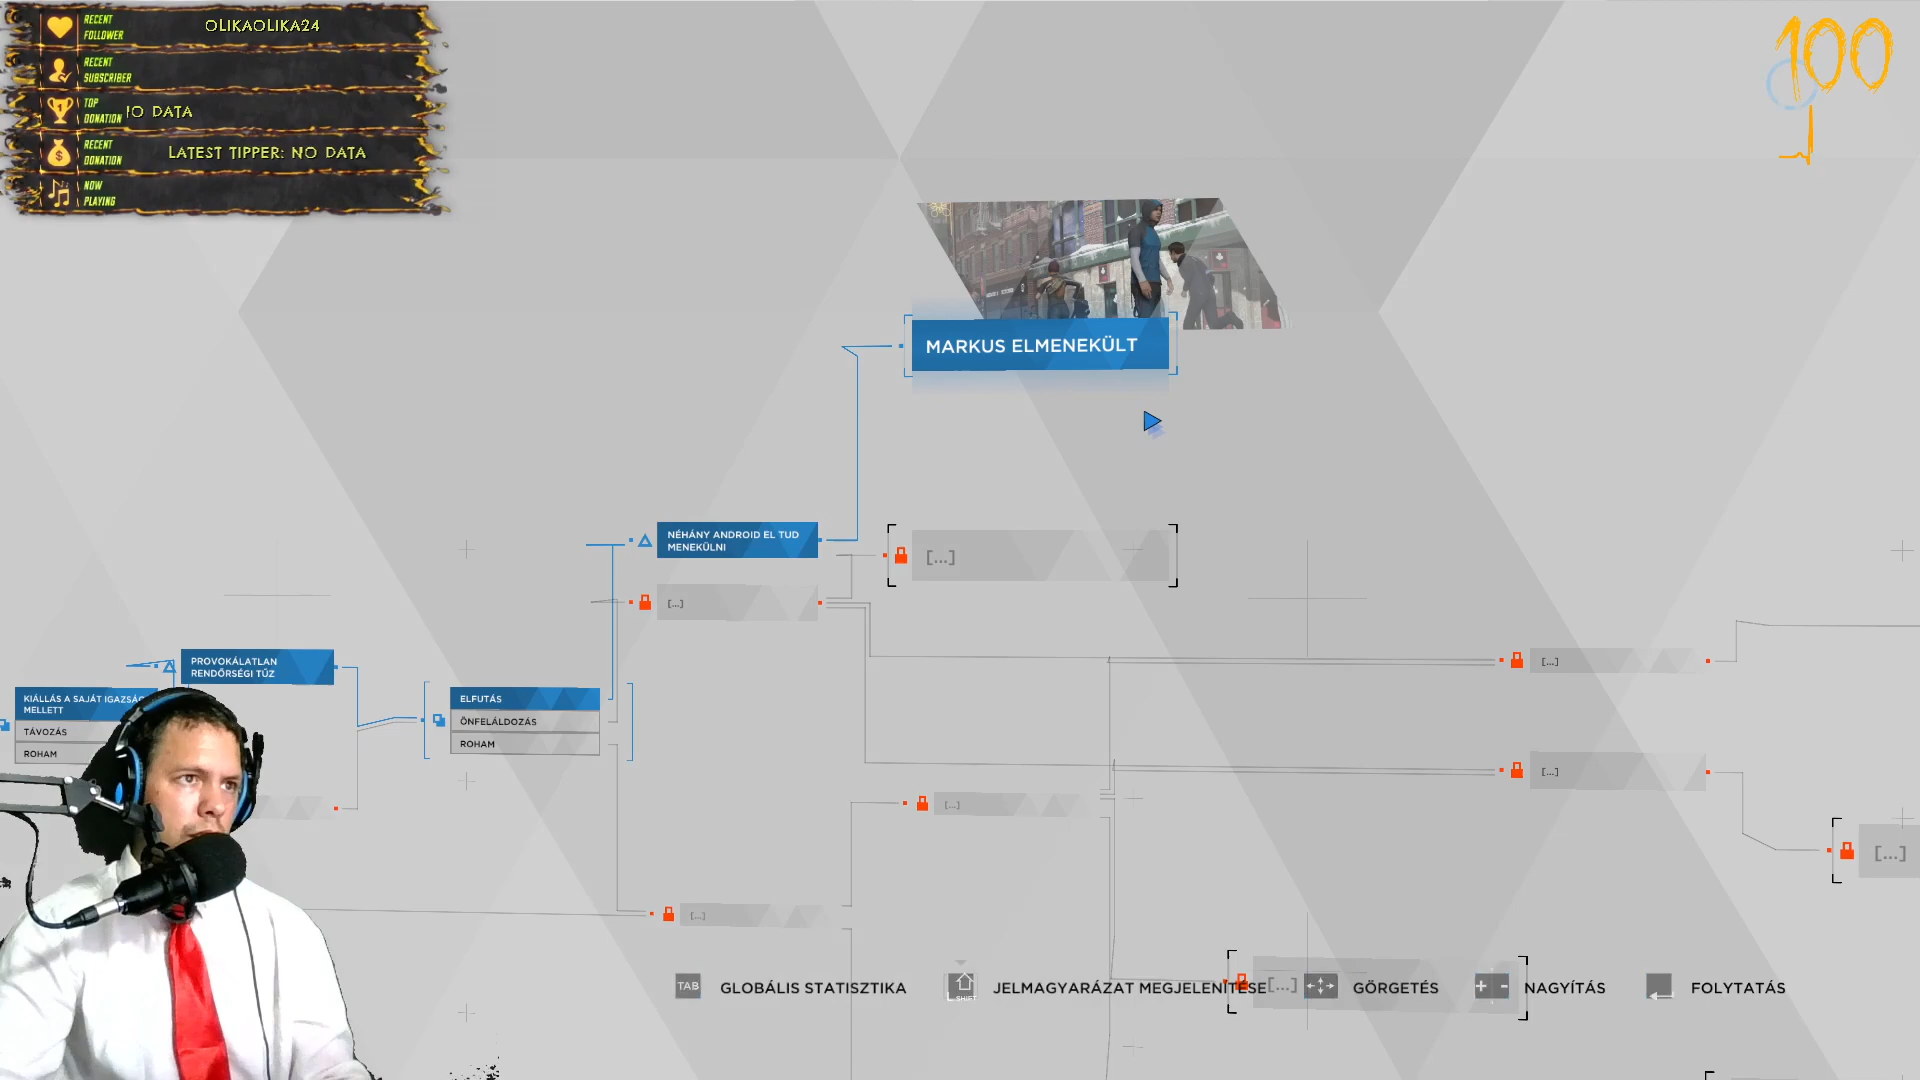 RECENT
FOLLOWER
OLIKAOLIKA24
RECENT
SUBSCRIBER
TOP
DONATION
IO DATA
RECENT
DONATION
LATEST TIPPER: NO DATA
NOW
PLAYING
100
MARKUS ELMENEKÜLT
NÉHÁNY ANDROID EL TUD
MENEKÜLNI
[...]
[...]
PROVOKÁLATLAN
RENDŐRSÉGI TŰZ
[...]
KIÁLLÁS A SAJÁT IGAZSÁG
MELLETT
TÁVOZÁS
ROHAM
ELFUTÁS
ÖNFELÁLDOZÁS
ROHAM
[...]
[...]
[...]
[...]
TAB
GLOBÁLIS STATISZTIKA
SHIFT
JELMAGYARÁZAT MEGJELENÍTÉSE
[...]
GÖRGETÉS
+ -
NAGYÍTÁS
FOLYTATÁS